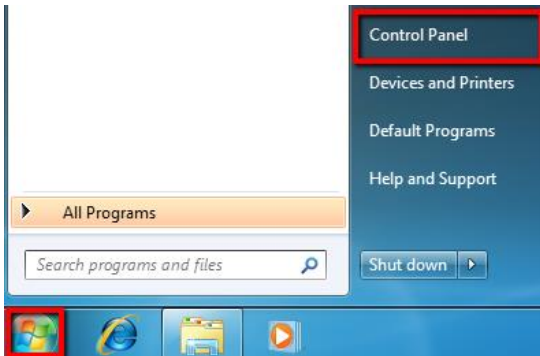 Control Panel
Devices and Printers
Default Programs
Help and Support
All Programs
Search programs and files
Shut down